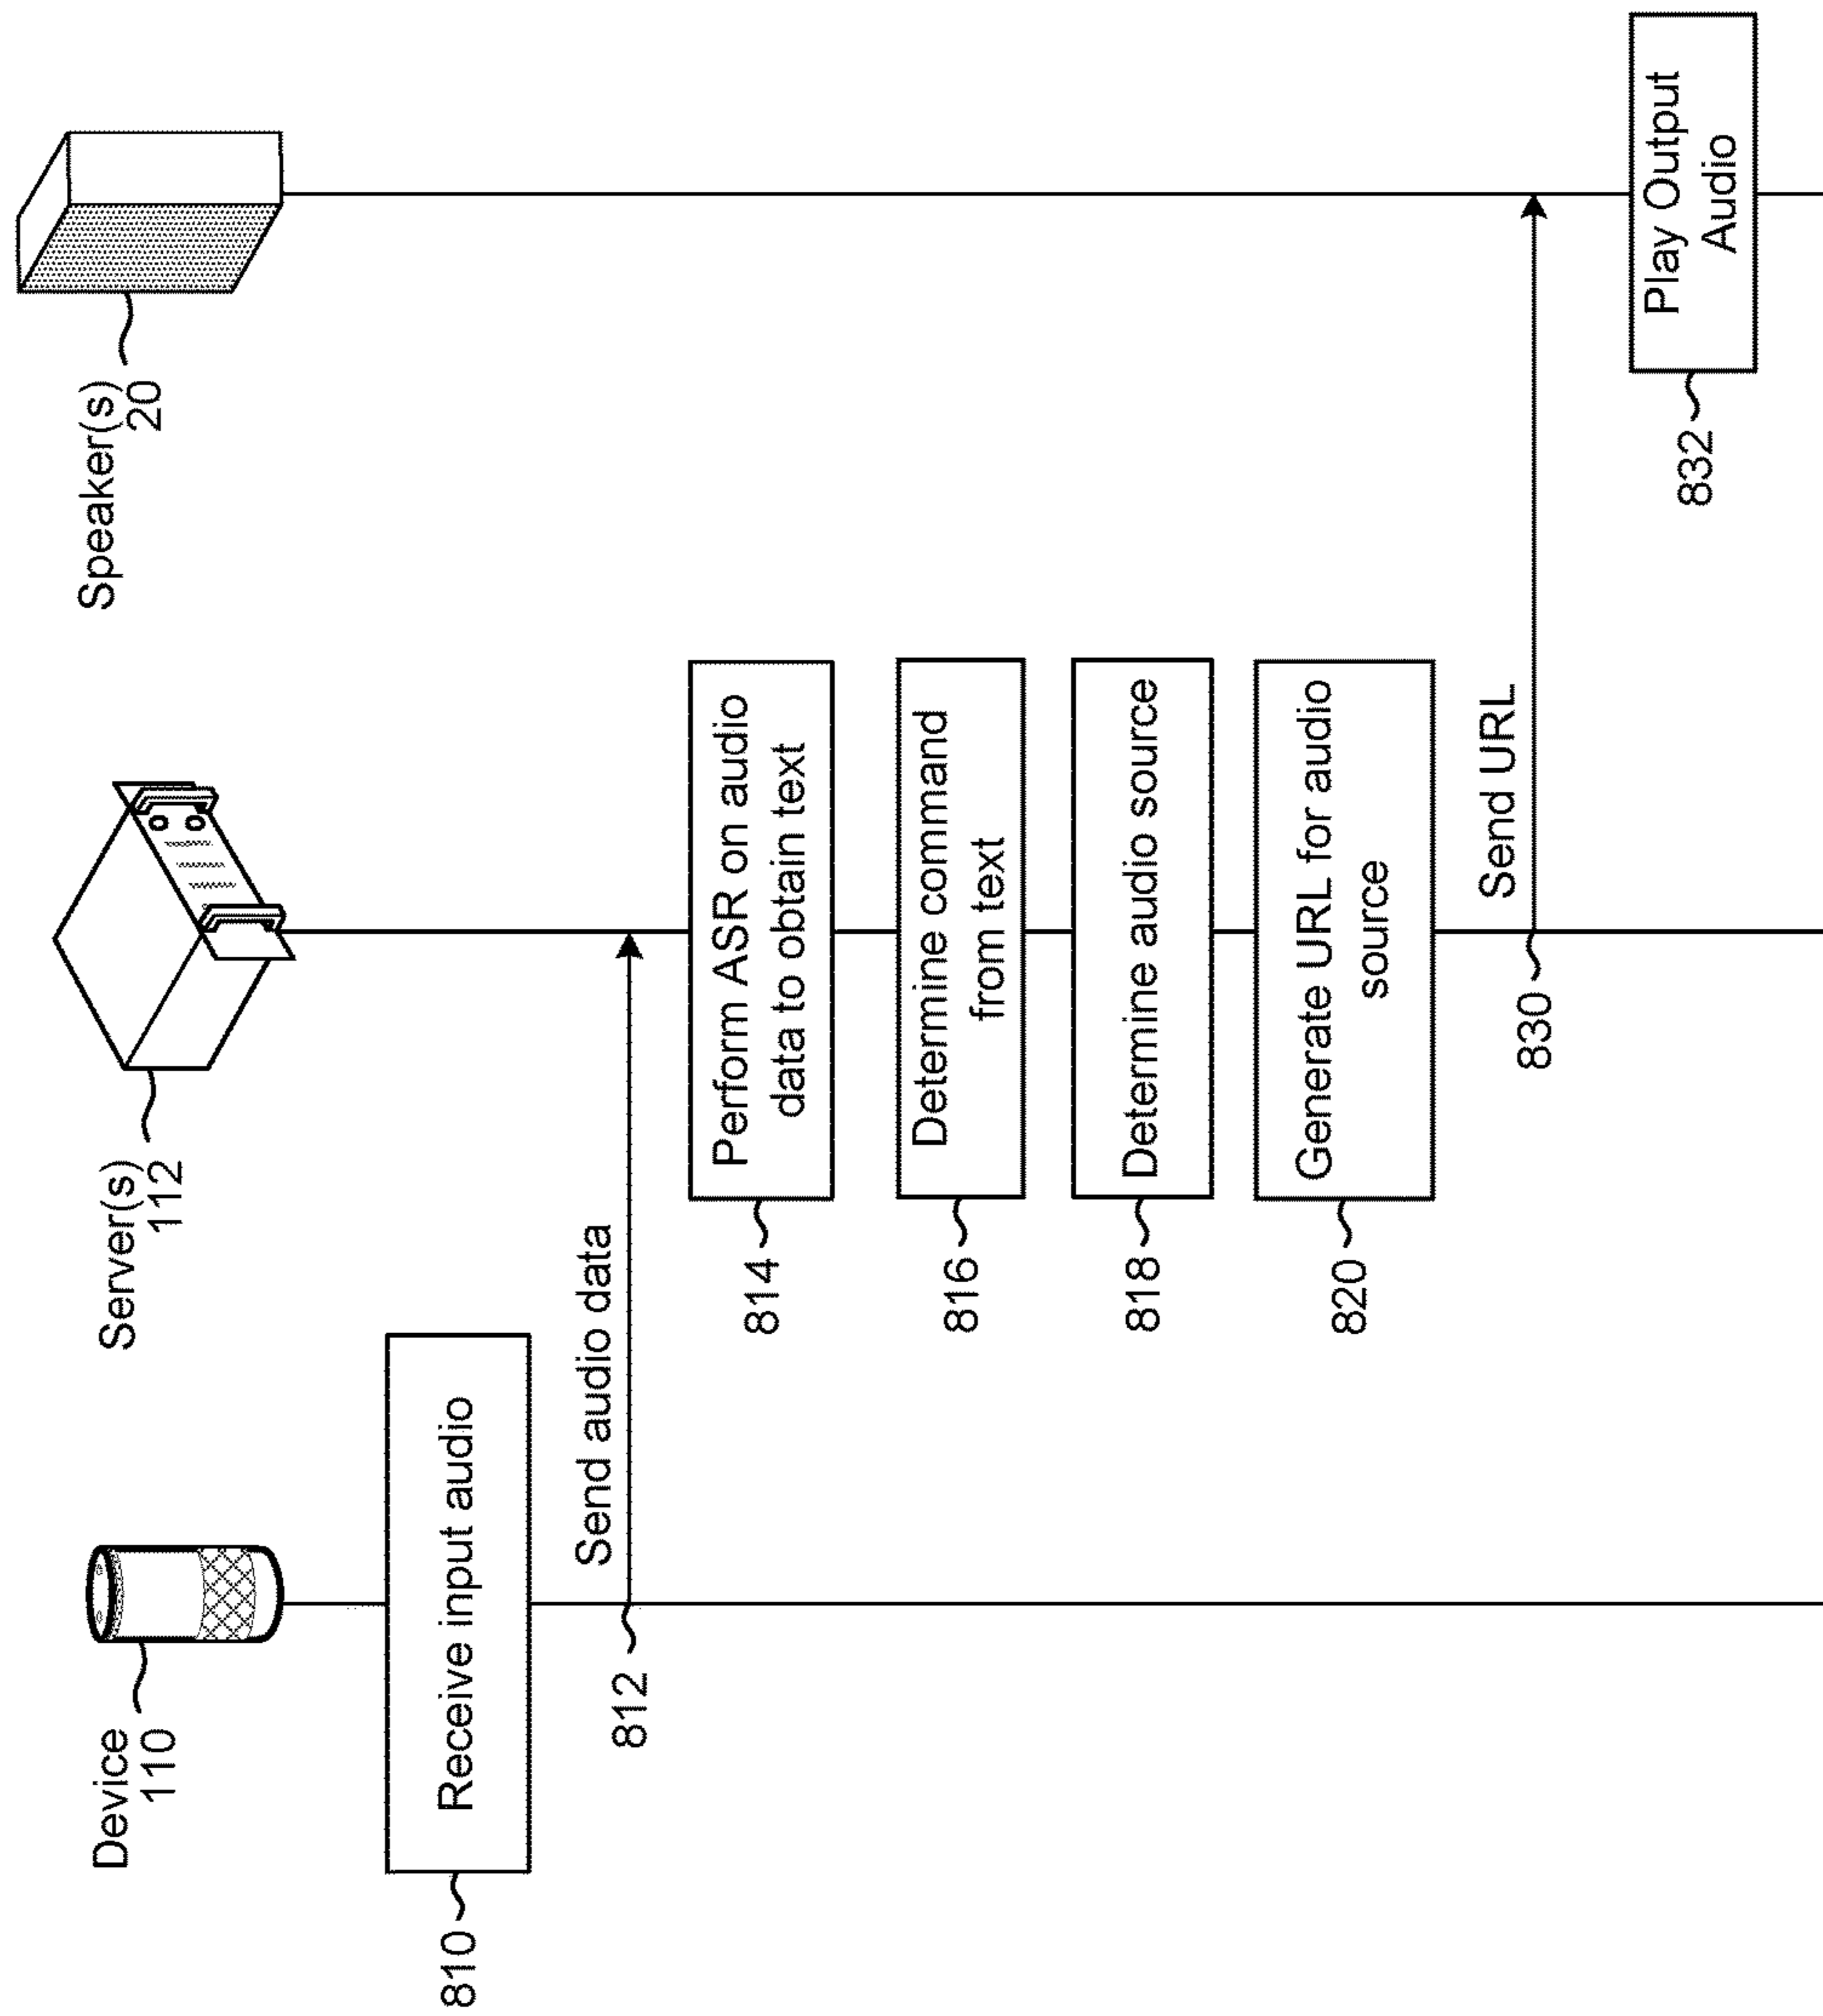 Device
110
Server(s)
112
Speaker(s)
20
810
Receive input audio
Send audio data
812
814
Perform ASR on audio
data to obtain text
816
Determine command
from text
818
Determine audio source
820
Generate URL for audio
source
Send URL
830
832
Play Output
Audio